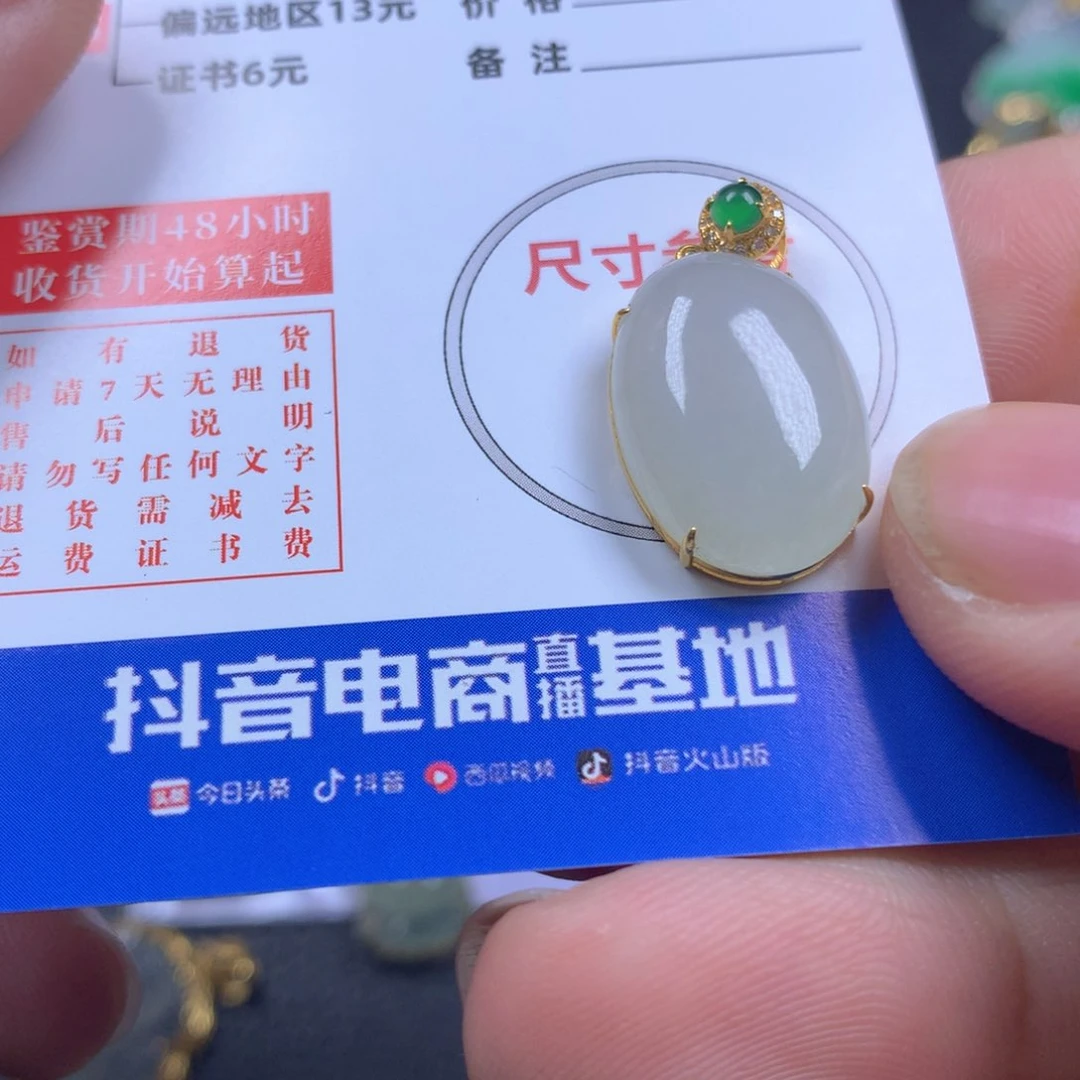 偏远地区13元
价 格
证书6元
备 注
鉴赏期48小时
收货开始算起
如有退货
申请7天无理由
售后说明
请勿写任何文字
退货需减去
运费证书费
尺寸
抖音电商直播基地
头条 今日头条 抖音 西瓜视频 抖音火山版